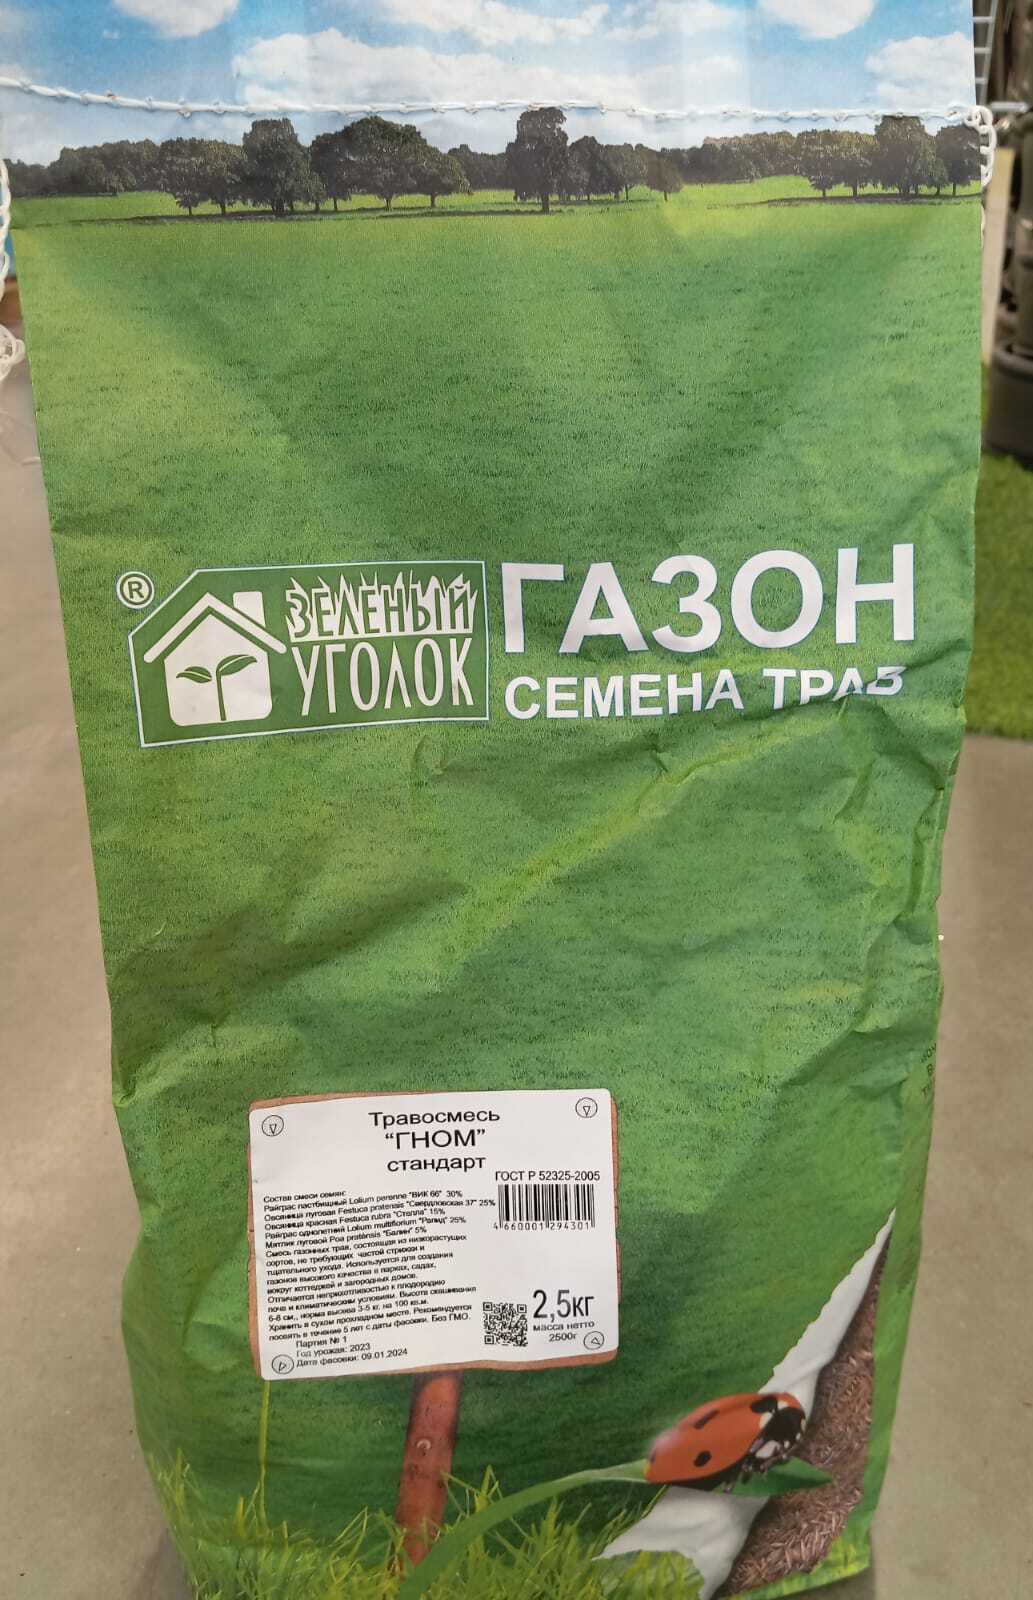 ®
ЗЕЛЁНЫЙ
УГОЛОК
ГАЗОН
СЕМЕНА ТРАВ
Травосмесь
“ГНОМ”
стандарт
ГОСТ Р 52325-2005
Состав смеси семян:
Райграс пастбищный Lolium perenne "ВИК 66" 30%
Овсяница луговая Festuca pratensis "Свердловская 37" 25%
Овсяница красная Festuca rubra "Стелла" 15%
Райграс однолетний Lolium multiflorium "Рапид" 25%
Мятлик луговой Poa pratensis "Балин" 5%
Смесь газонных трав, состоящая из низкорастущих
сортов, не требующих частой стрижки и
тщательного ухода. Используется для создания
газонов высокого качества в парках, садах,
вокруг коттеджей и загородных домов.
Отличается неприхотливостью к плодородию
почв и климатическим условиям. Высота скашивания
6-8 см., норма высева 3-5 кг. на 100 кв.м.
Хранить в сухом прохладном месте. Рекомендуется
посеять в течение 5 лет с даты фасовки. Без ГМО.
Партия № 1
Год урожая: 2023
Дата фасовки: 09.01.2024
4 660001 294301
2,5кг
масса нетто
2500г